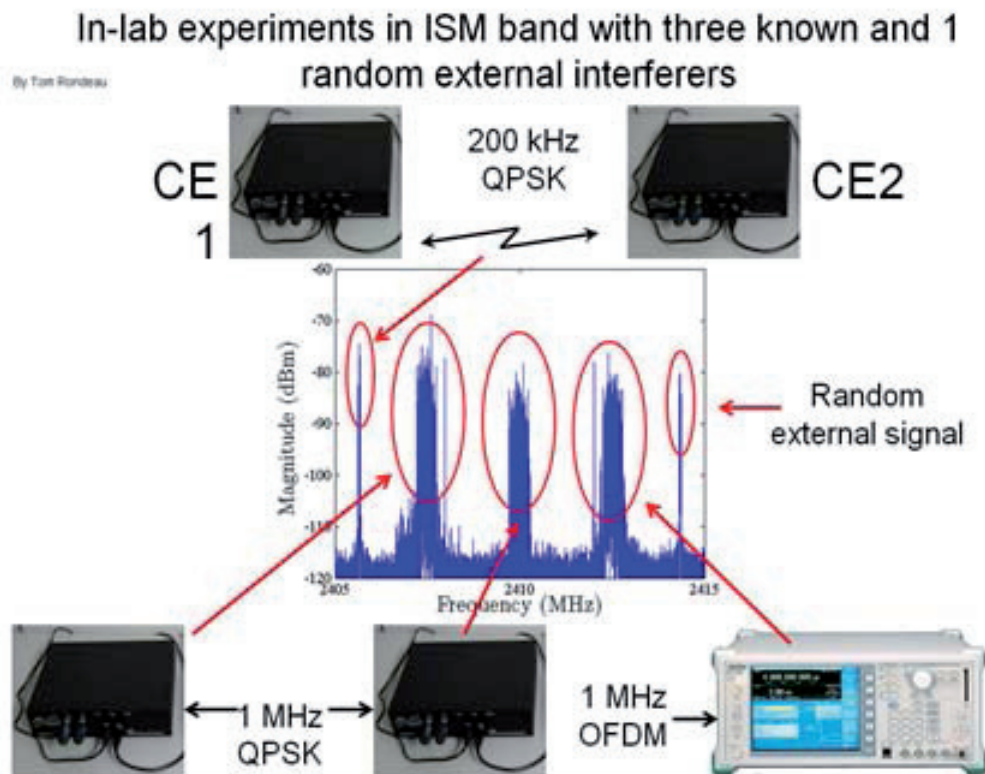 In-lab experiments in ISM band with three known and 1
random external interferers
By Tom Rondeau
CE
1
200 kHz
QPSK
CE2
-60
-70
-80
-90
-100
-110
-120
Magnitude (dBm)
2405
2410
2415
Frequency (MHz)
Random
external signal
1 MHz
QPSK
1 MHz
OFDM